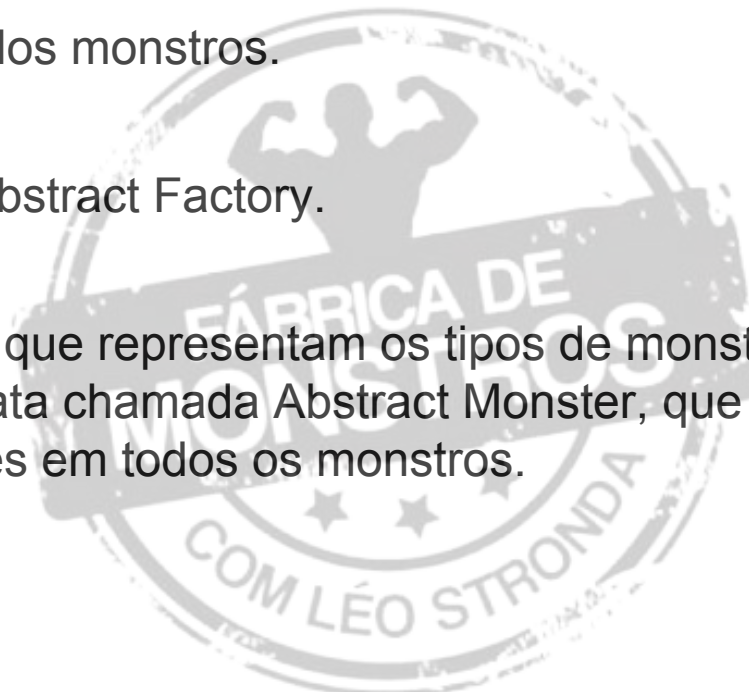 los monstros.
bstract Factory.
que representam os tipos de monst
ata chamada Abstract Monster, que
es em todos os monstros.
FÁBRICA DE
MONSTROS
COM LÉO STRONDA